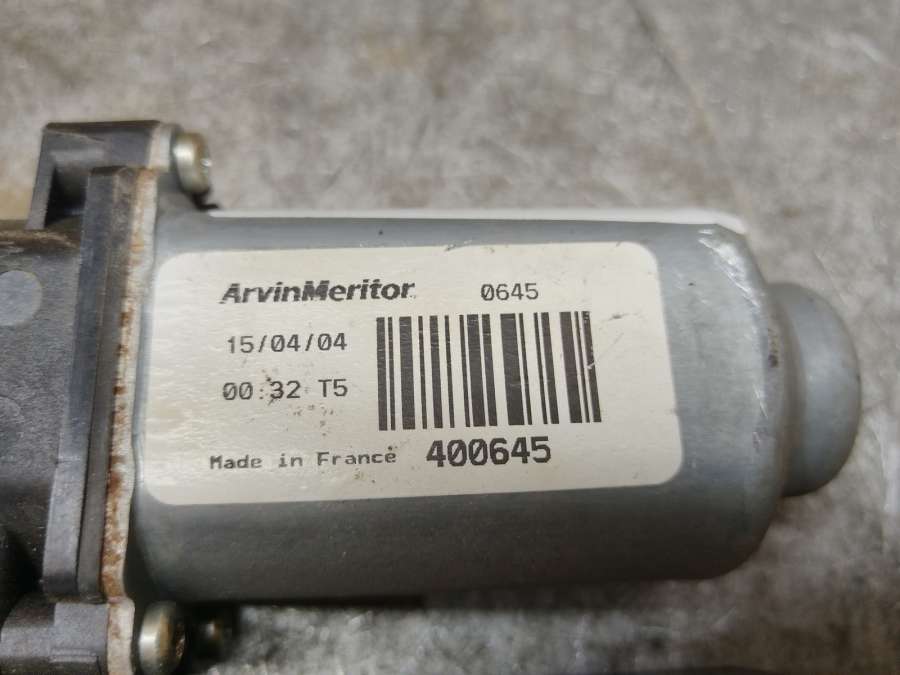 ArvinMeritor 0645
15/04/04
00:32 T5
Made in France 400645